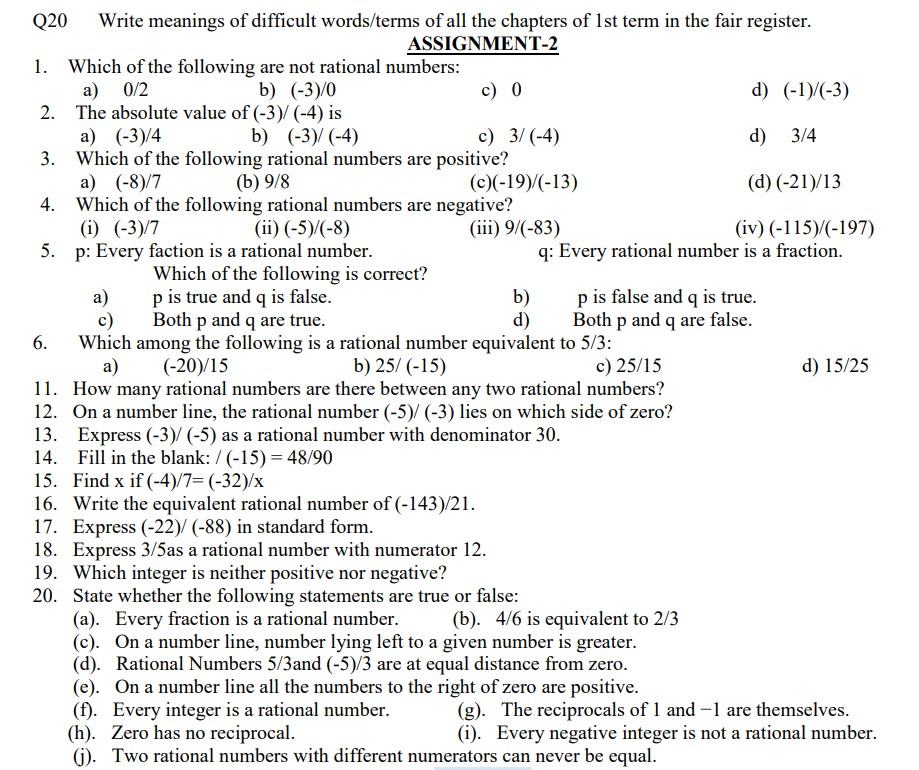 Q20 Write meanings of difficult words/terms of all the chapters of 1st term in the fair register.
ASSIGNMENT-2
1. Which of the following are not rational numbers:
a) 0/2 b) (-3)/0 c) 0 d) (-1)/(-3)
2. The absolute value of (-3)/ (-4) is
a) (-3)/4 b) (-3)/ (-4) c) 3/ (-4) d) 3/4
3. Which of the following rational numbers are positive?
a) (-8)/7 (b) 9/8 (c)(-19)/(-13) (d) (-21)/13
4. Which of the following rational numbers are negative?
(i) (-3)/7 (ii) (-5)/(-8) (iii) 9/(-83) (iv) (-115)/(-197)
5. p: Every faction is a rational number. q: Every rational number is a fraction.
Which of the following is correct?
a) p is true and q is false. b) p is false and q is true.
c) Both p and q are true. d) Both p and q are false.
6. Which among the following is a rational number equivalent to 5/3:
a) (-20)/15 b) 25/ (-15) c) 25/15 d) 15/25
11. How many rational numbers are there between any two rational numbers?
12. On a number line, the rational number (-5)/ (-3) lies on which side of zero?
13. Express (-3)/ (-5) as a rational number with denominator 30.
14. Fill in the blank: / (-15) = 48/90
15. Find x if (-4)/7= (-32)/x
16. Write the equivalent rational number of (-143)/21.
17. Express (-22)/ (-88) in standard form.
18. Express 3/5as a rational number with numerator 12.
19. Which integer is neither positive nor negative?
20. State whether the following statements are true or false:
(a). Every fraction is a rational number. (b). 4/6 is equivalent to 2/3
(c). On a number line, number lying left to a given number is greater.
(d). Rational Numbers 5/3and (-5)/3 are at equal distance from zero.
(e). On a number line all the numbers to the right of zero are positive.
(f). Every integer is a rational number. (g). The reciprocals of 1 and −1 are themselves.
(h). Zero has no reciprocal. (i). Every negative integer is not a rational number.
(j). Two rational numbers with different numerators can never be equal.